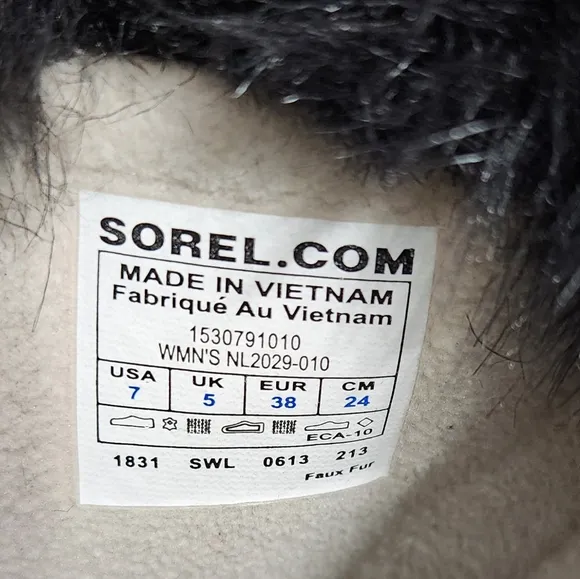 SOREL.COM
MADE IN VIETNAM
Fabriqué Au Vietnam
1530791010
WMN'S NL2029-010
USA UK EUR CM
7 5 38 24
ECA-10
1831 SWL 0613 213
Faux Fur